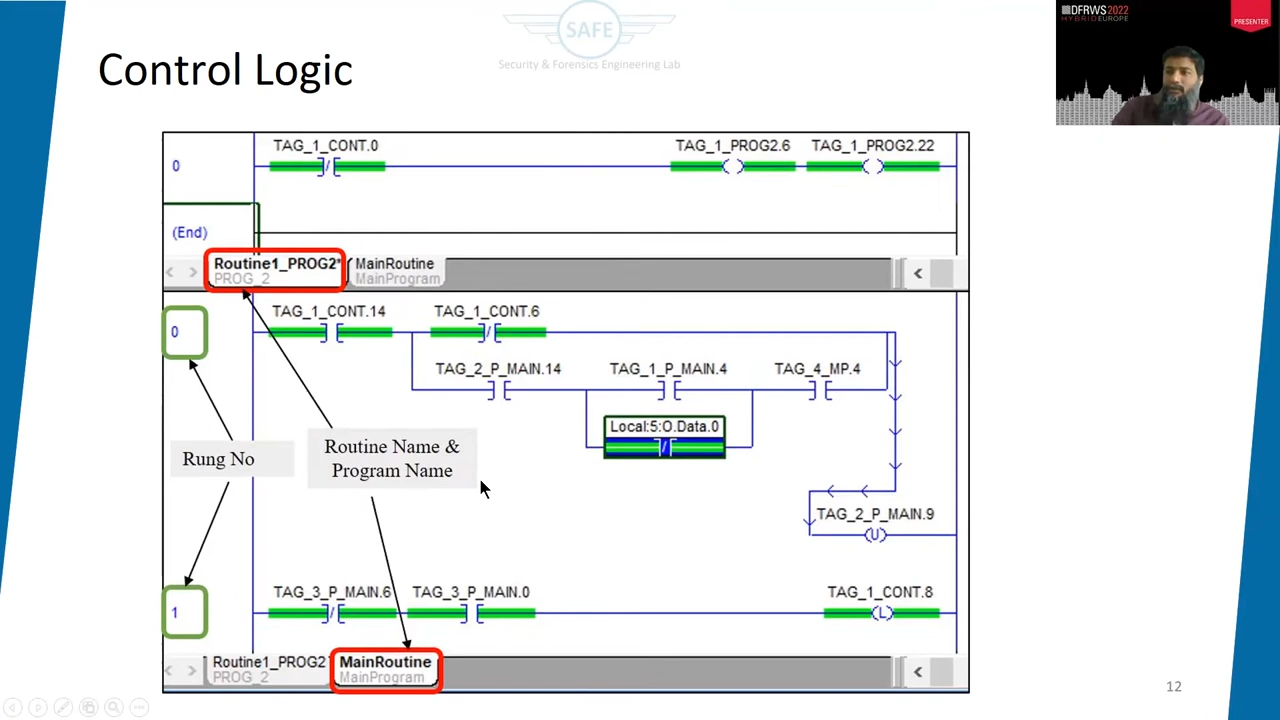 SAFE
Security & Forensics Engineering Lab
DFRWS 2022
HYBRID EUROPE
PRESENTER
Control Logic
TAG_1_CONT.0
TAG_1_PROG2.6
TAG_1_PROG2.22
0
(End)
Routine1_PROG2*
PROG_2
MainRoutine
MainProgram
TAG_1_CONT.14
TAG_1_CONT.6
0
TAG_2_P_MAIN.14
TAG_1_P_MAIN.4
TAG_4_MP.4
Local:5:O.Data.0
Rung No
Routine Name &
Program Name
TAG_2_P_MAIN.9
U
TAG_3_P_MAIN.6
TAG_3_P_MAIN.0
TAG_1_CONT.8
1
L
Routine1_PROG2
PROG_2
MainRoutine
MainProgram
12